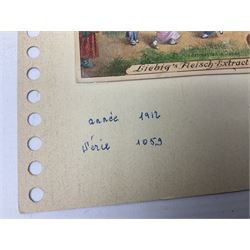 Liebig's Fleisch-Extract
année 1912
Série 1059